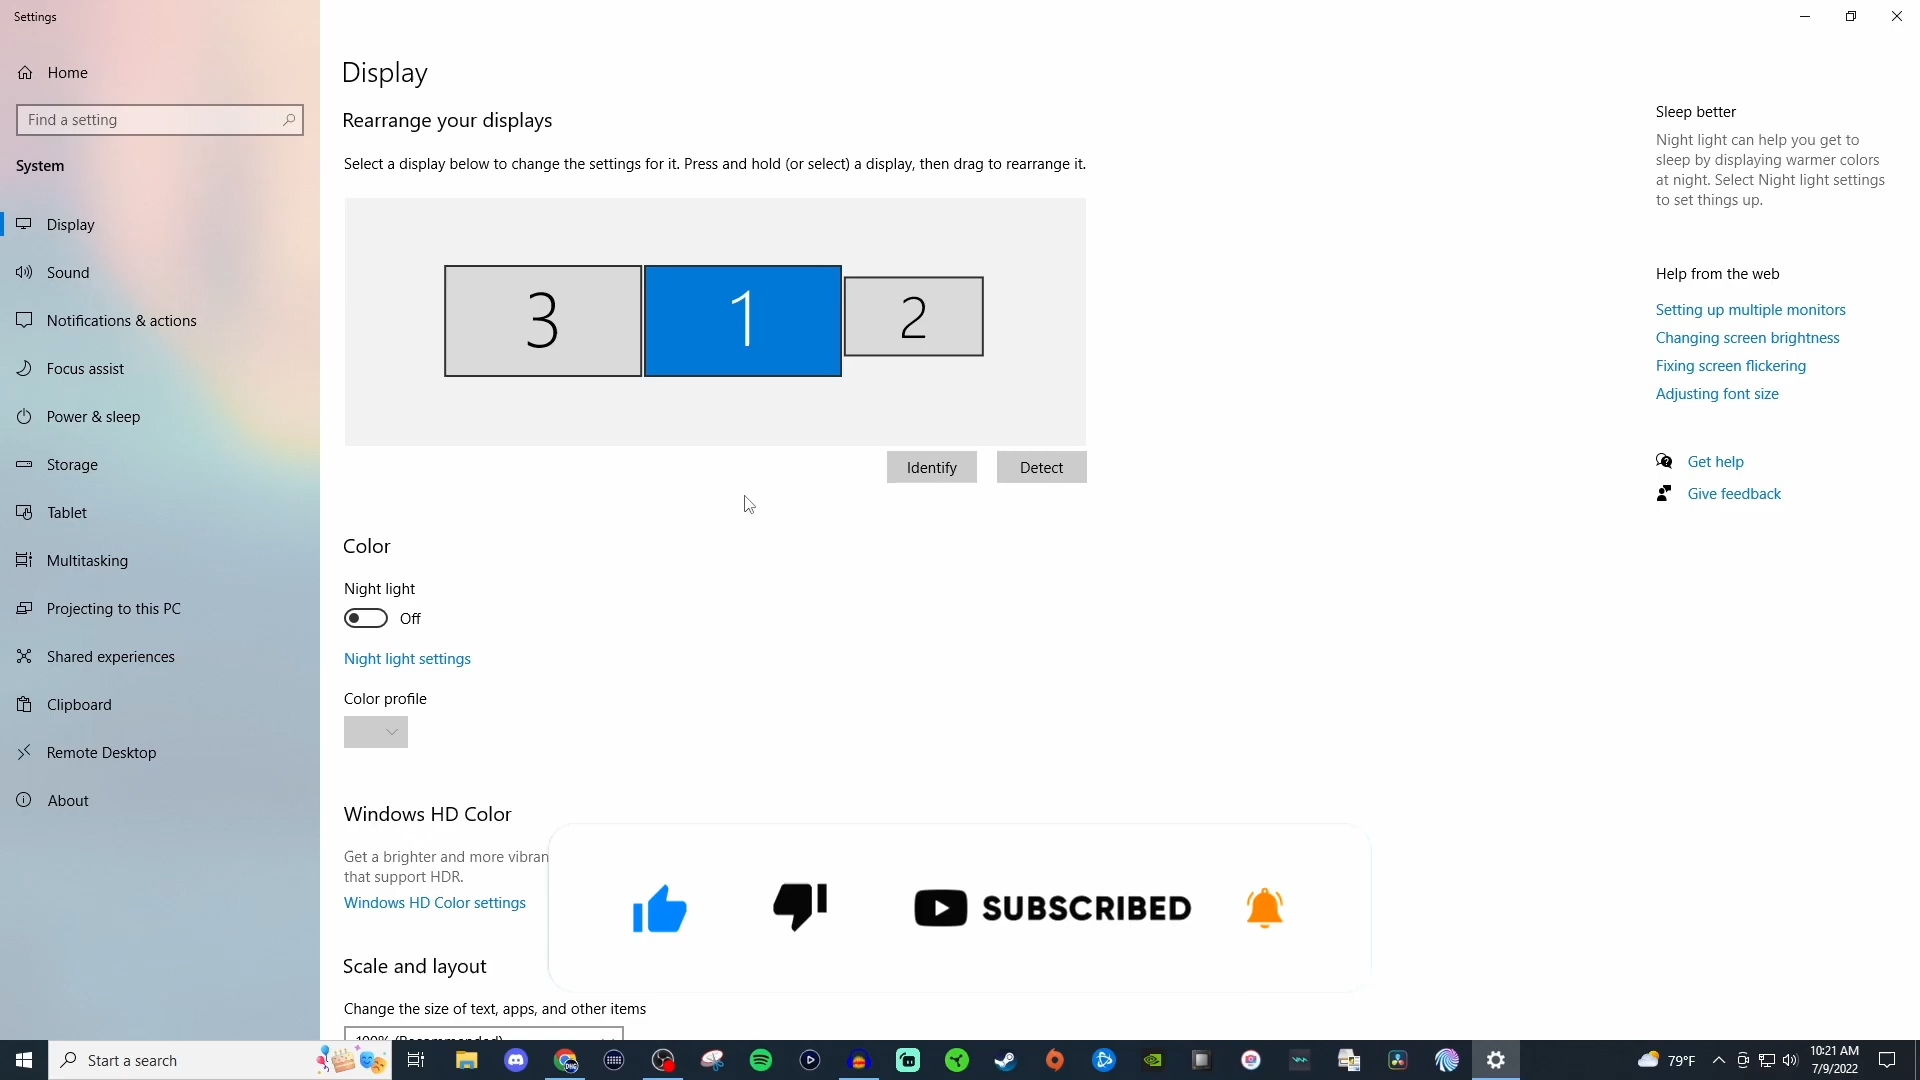 Settings
Home
Find a setting
System
Display
Sound
Notifications & actions
Focus assist
Power & sleep
Storage
Tablet
Multitasking
Projecting to this PC
Shared experiences
Clipboard
Remote Desktop
About
Display
Rearrange your displays
Select a display below to change the settings for it. Press and hold (or select) a display, then drag to rearrange it.
3
1
2
Identify
Detect
Color
Night light
Off
Night light settings
Color profile
Windows HD Color
Get a brighter and more vibran
that support HDR.
Windows HD Color settings
Scale and layout
Change the size of text, apps, and other items
100% (Recommended)
SUBSCRIBED
Sleep better
Night light can help you get to
sleep by displaying warmer colors
at night. Select Night light settings
to set things up.
Help from the web
Setting up multiple monitors
Changing screen brightness
Fixing screen flickering
Adjusting font size
Get help
Give feedback
Start a search
79°F
10:21 AM
7/9/2022